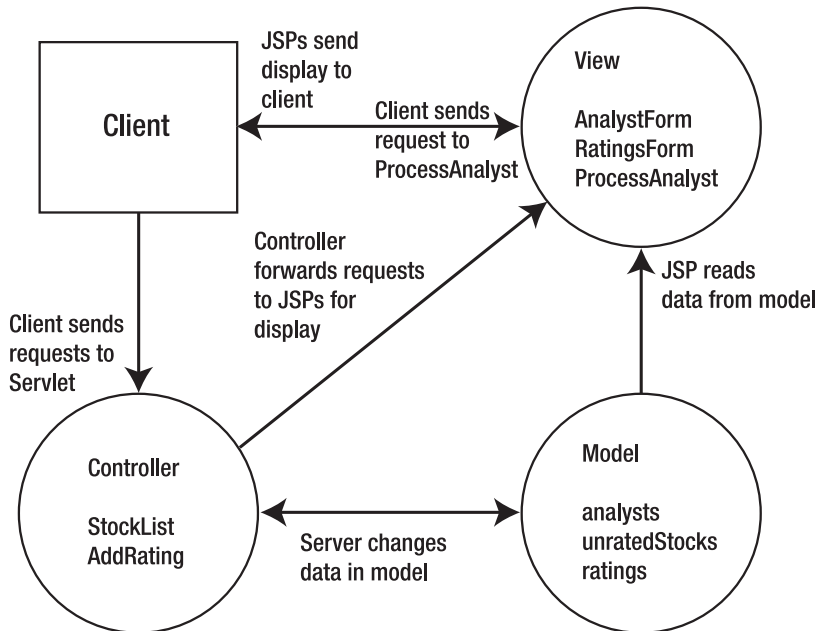 Client
JSPs send
display to
client
Client sends
request to
ProcessAnalyst
View
AnalystForm
RatingsForm
ProcessAnalyst
Controller
forwards requests
to JSPs for
display
JSP reads
data from model
Client sends
requests to
Servlet
Controller
StockList
AddRating
Server changes
data in model
Model
analysts
unratedStocks
ratings